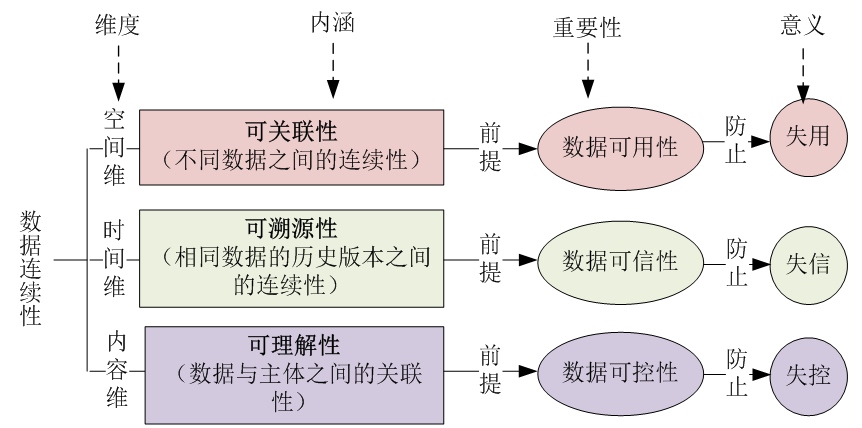 维度
内涵
重要性
意义
数据连续性
空间维
可关联性
（不同数据之间的连续性）
前提
数据可用性
防止
失用
时间维
可溯源性
（相同数据的历史版本之间
的连续性）
前提
数据可信性
防止
失信
内容维
可理解性
（数据与主体之间的关联
性）
前提
数据可控性
防止
失控